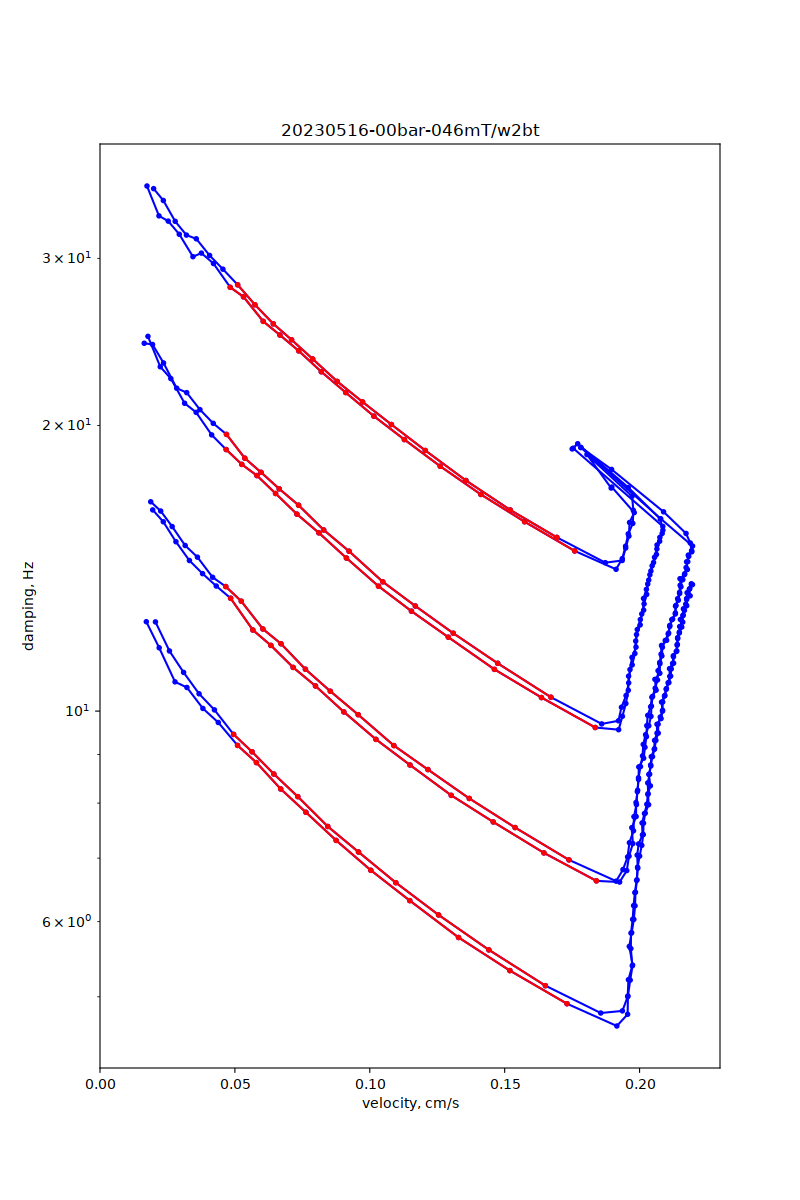 20230516-00bar-046mT/w2bt
3 × 10¹
2 × 10¹
10¹
6 × 10⁰
damping, Hz
0.00 0.05 0.10 0.15 0.20
velocity, cm/s